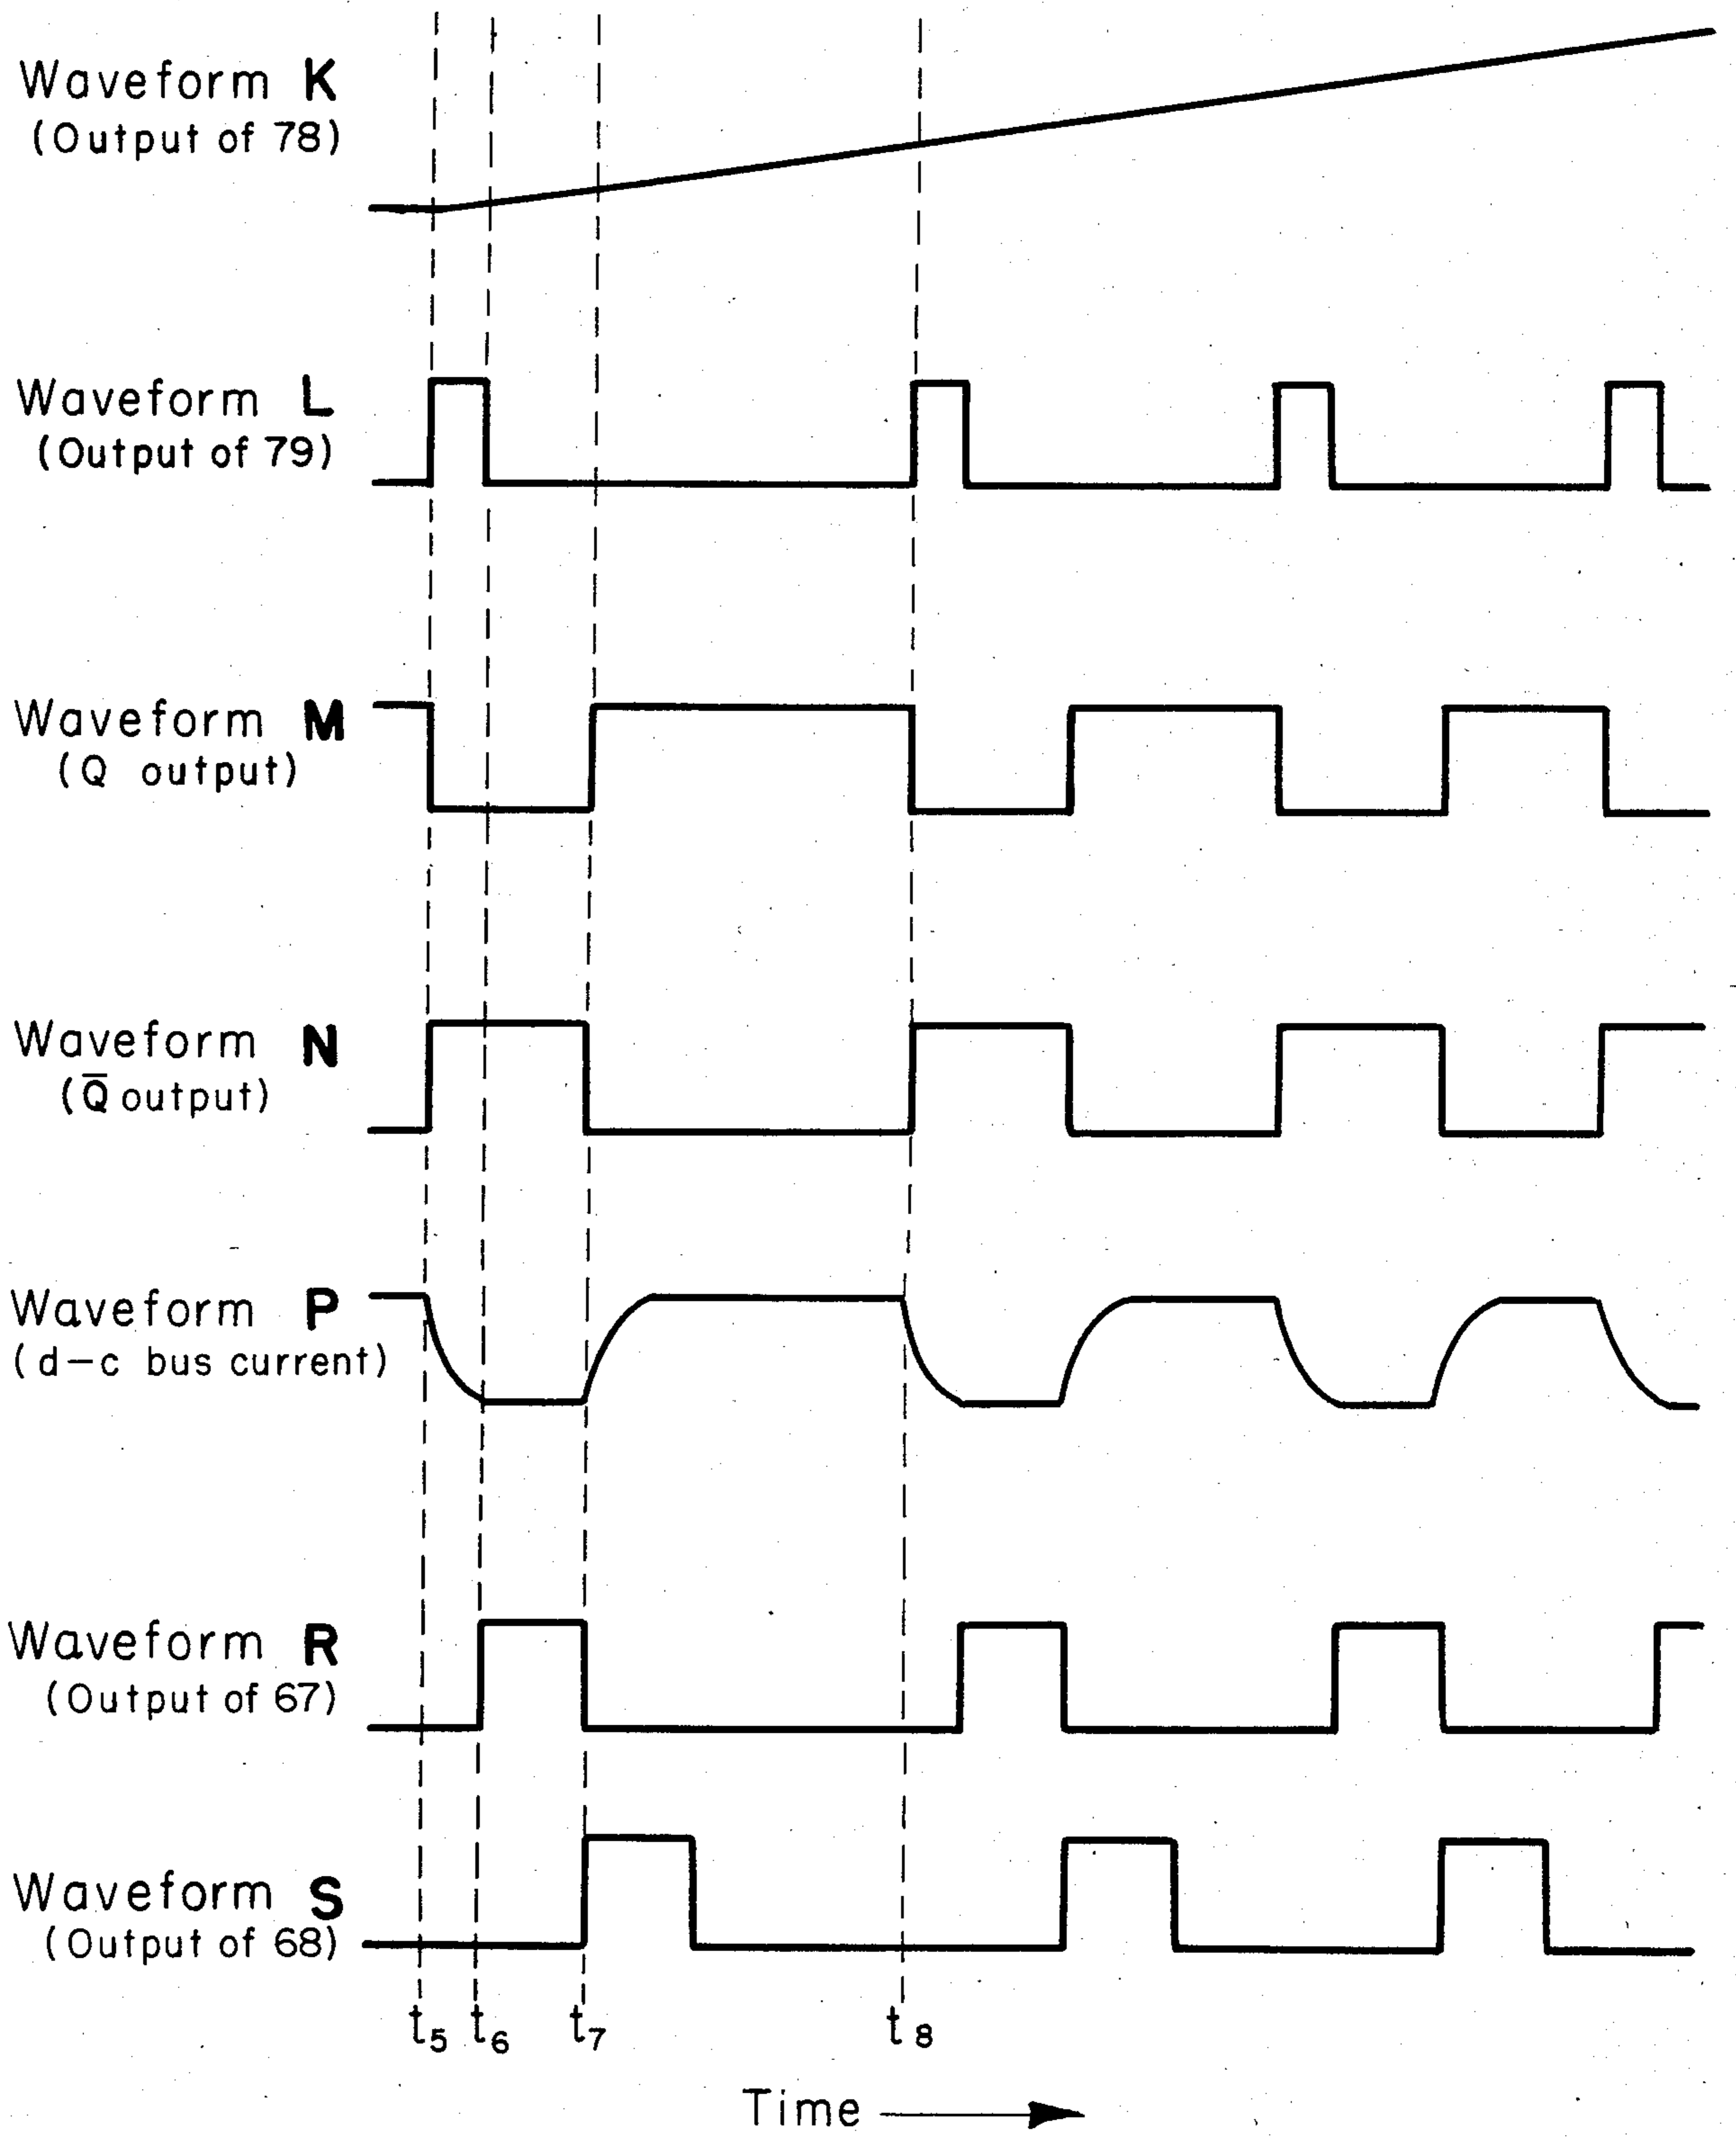 Waveform K
(Output of 78)
Waveform L
(Output of 79)
Waveform M
(Q output)
Waveform N
(Q̅ output)
Waveform P
(d-c bus current)
Waveform R
(Output of 67)
Waveform S
(Output of 68)
t5 t6 t7 t8
Time